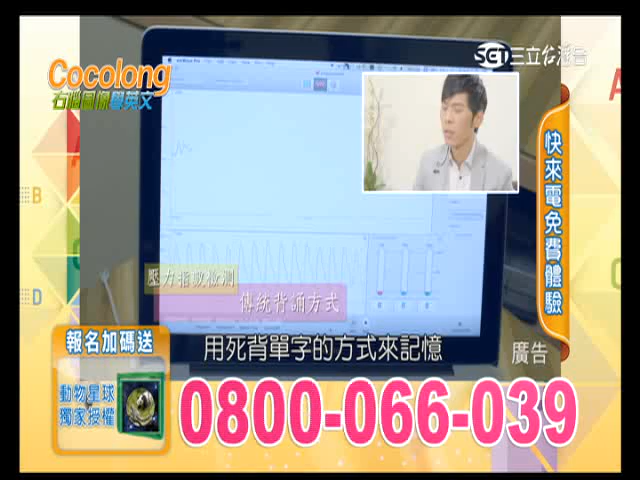 SET三立台灣台
Cocolong
右腦圖像學英文
快來電免費體驗
A
B
D
壓力指數檢測
傳統背誦方式
用死背單字的方式來記憶
廣告
報名加碼送
動物星球
獨家授權
0800-066-039